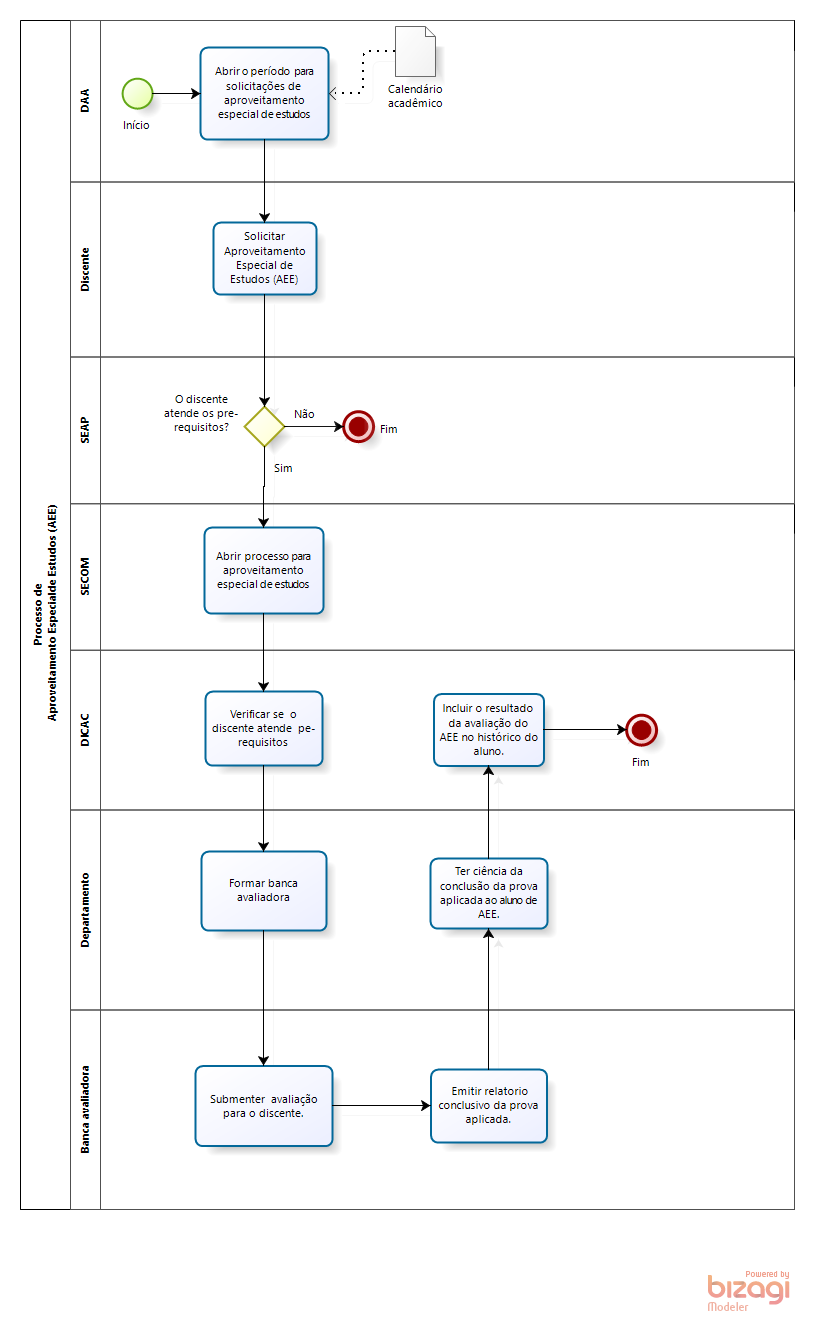 Processo de
Aproveitamento Especialde Estudos (AEE)
DAA
Início
Abrir o período para
solicitações de
aproveitamento
especial de estudos
Calendário
acadêmico
Discente
Solicitar
Aproveitamento
Especial de
Estudos (AEE)
SEAP
O discente
atende os pre-
requisitos?
Não
Fim
Sim
SECOM
Abrir processo para
aproveitamento
especial de estudos
DICAC
Verificar se o
discente atende pe-
requisitos
Incluir o resultado
da avaliação do
AEE no histórico do
aluno.
Fim
Departamento
Formar banca
avaliadora
Ter ciência da
conclusão da prova
aplicada ao aluno de
AEE.
Banca avaliadora
Submenter avaliação
para o discente.
Emitir relatorio
conclusivo da prova
aplicada.
Powered by
bizagi
Modeler